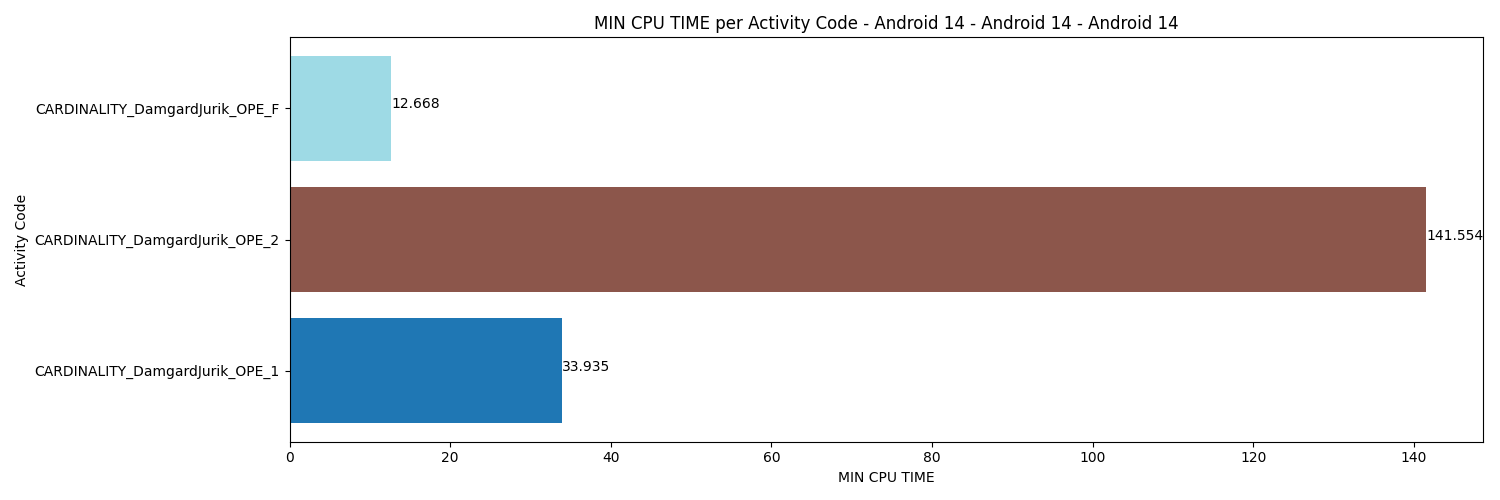 MIN CPU TIME per Activity Code - Android 14 - Android 14 - Android 14
CARDINALITY_DamgardJurik_OPE_F
12.668
CARDINALITY_DamgardJurik_OPE_2
141.554
CARDINALITY_DamgardJurik_OPE_1
33.935
Activity Code
0 20 40 60 80 100 120 140
MIN CPU TIME